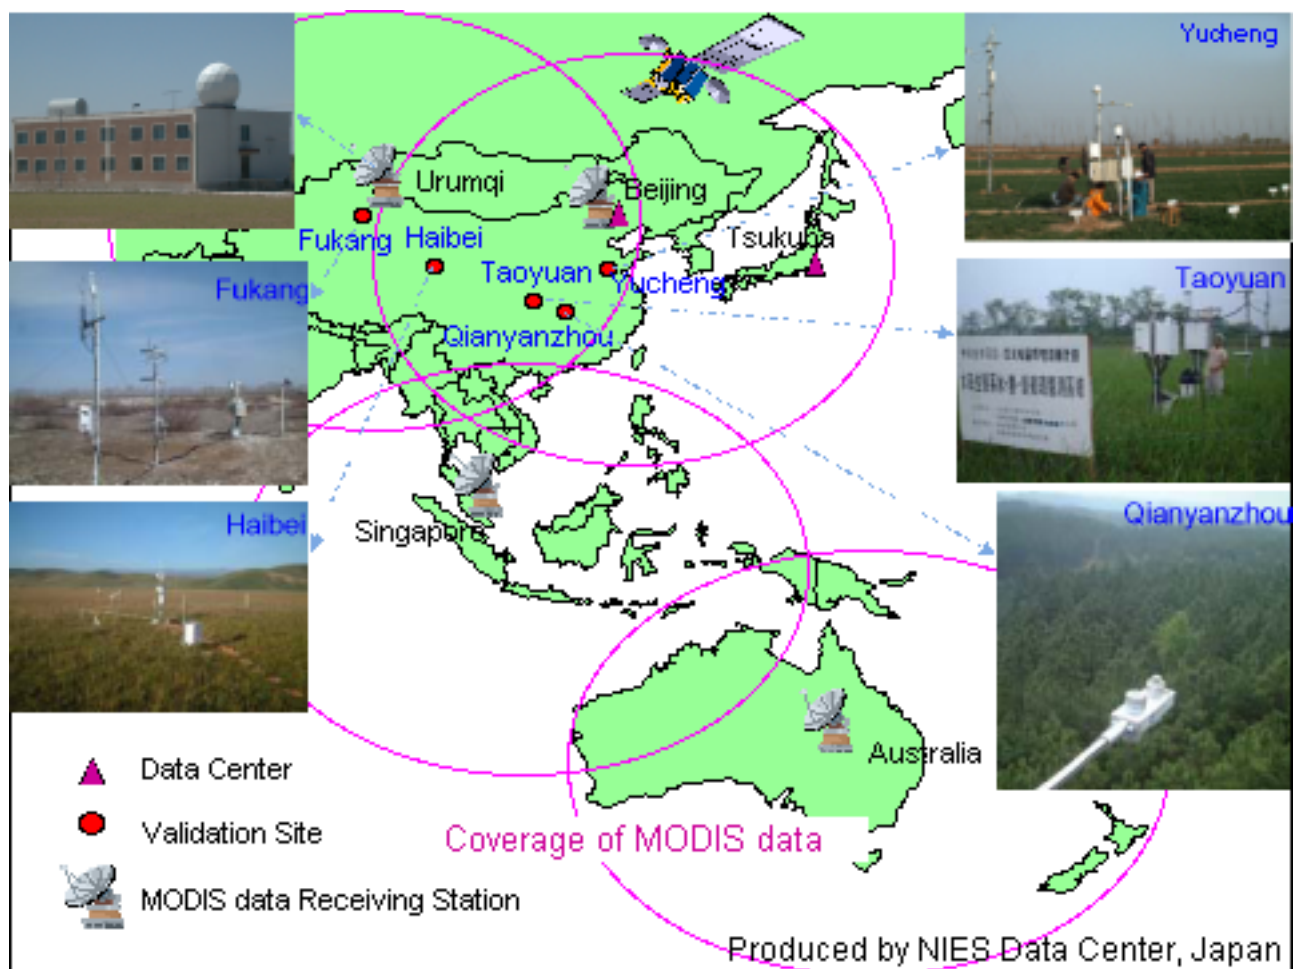 Yucheng
Urumqi
Beijing
Fukang
Haibei
Tsukuba
Taoyuan
Yucheng
Taoyuan
Fukang
Qianyanzhou
Singapore
Haibei
Qianyanzhou
Australia
Data Center
Validation Site
Coverage of MODIS data
MODIS data Receiving Station
Produced by NIES Data Center, Japan